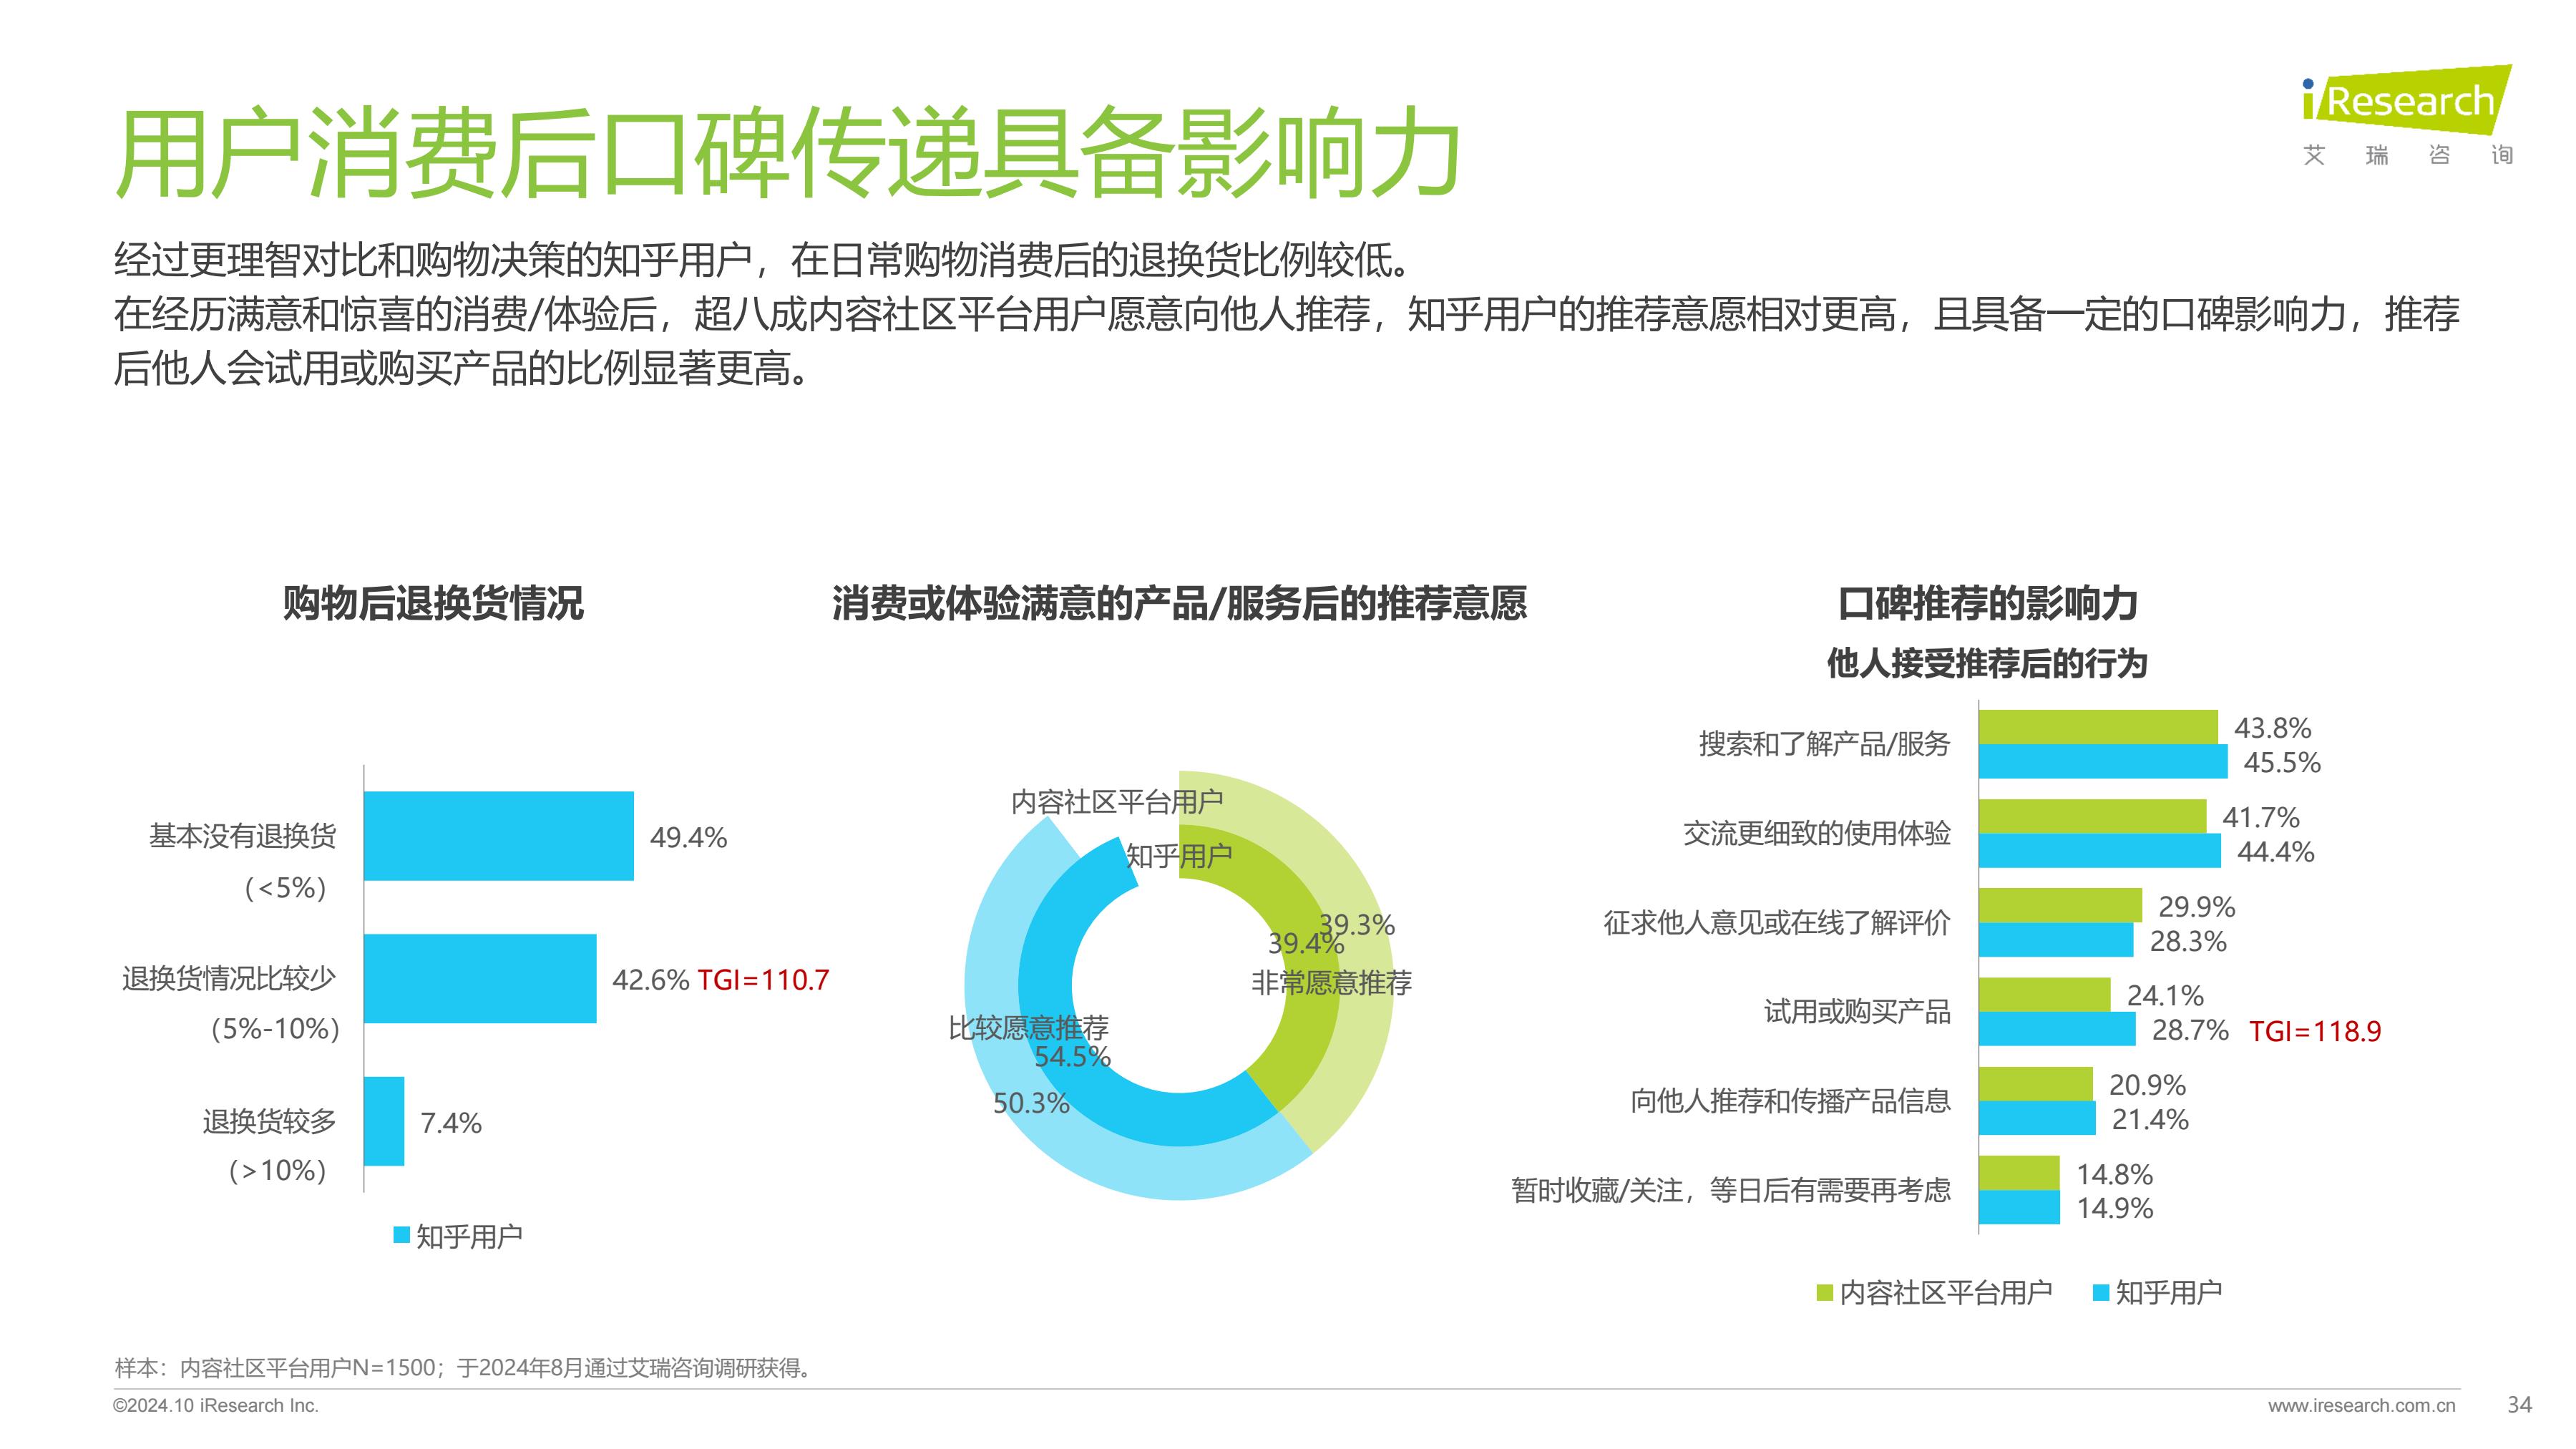 iResearch
艾瑞咨询
用户消费后口碑传递具备影响力
经过更理智对比和购物决策的知乎用户，在日常购物消费后的退换货比例较低。
在经历满意和惊喜的消费/体验后，超八成内容社区平台用户愿意向他人推荐，知乎用户的推荐意愿相对更高，且具备一定的口碑影响力，推荐
后他人会试用或购买产品的比例显著更高。
购物后退换货情况
基本没有退换货
（<5%）
49.4%
退换货情况比较少
（5%-10%）
42.6% TGI=110.7
退换货较多
（>10%）
7.4%
知乎用户
消费或体验满意的产品/服务后的推荐意愿
内容社区平台用户
知乎用户
39.3%
39.4%
非常愿意推荐
比较愿意推荐
54.5%
50.3%
口碑推荐的影响力
他人接受推荐后的行为
搜索和了解产品/服务
43.8%
45.5%
交流更细致的使用体验
41.7%
44.4%
征求他人意见或在线了解评价
29.9%
28.3%
试用或购买产品
24.1%
28.7% TGI=118.9
向他人推荐和传播产品信息
20.9%
21.4%
暂时收藏/关注，等日后有需要再考虑
14.8%
14.9%
内容社区平台用户 知乎用户
样本：内容社区平台用户N=1500；于2024年8月通过艾瑞咨询调研获得。
©2024.10 iResearch Inc.
www.iresearch.com.cn
34